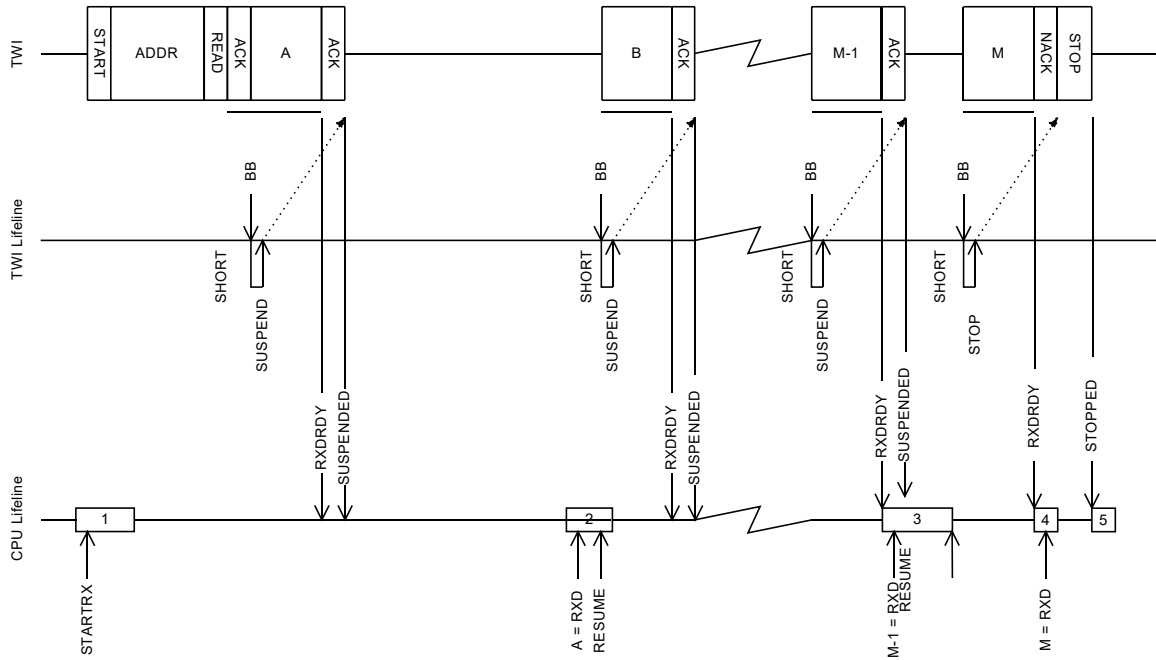 TWI
START
ADDR
READ
ACK
A
ACK
B
ACK
M-1
ACK
M
NACK
STOP
TWI Lifeline
BB
SHORT
SUSPEND
BB
SHORT
SUSPEND
BB
SHORT
SUSPEND
BB
SHORT
STOP
RXDRDY
SUSPENDED
RXDRDY
SUSPENDED
RXDRDY
SUSPENDED
RXDRDY
STOPPED
CPU Lifeline
1
2
3
4
5
STARTRX
A = RXD
RESUME
M-1 = RXD
RESUME
M = RXD